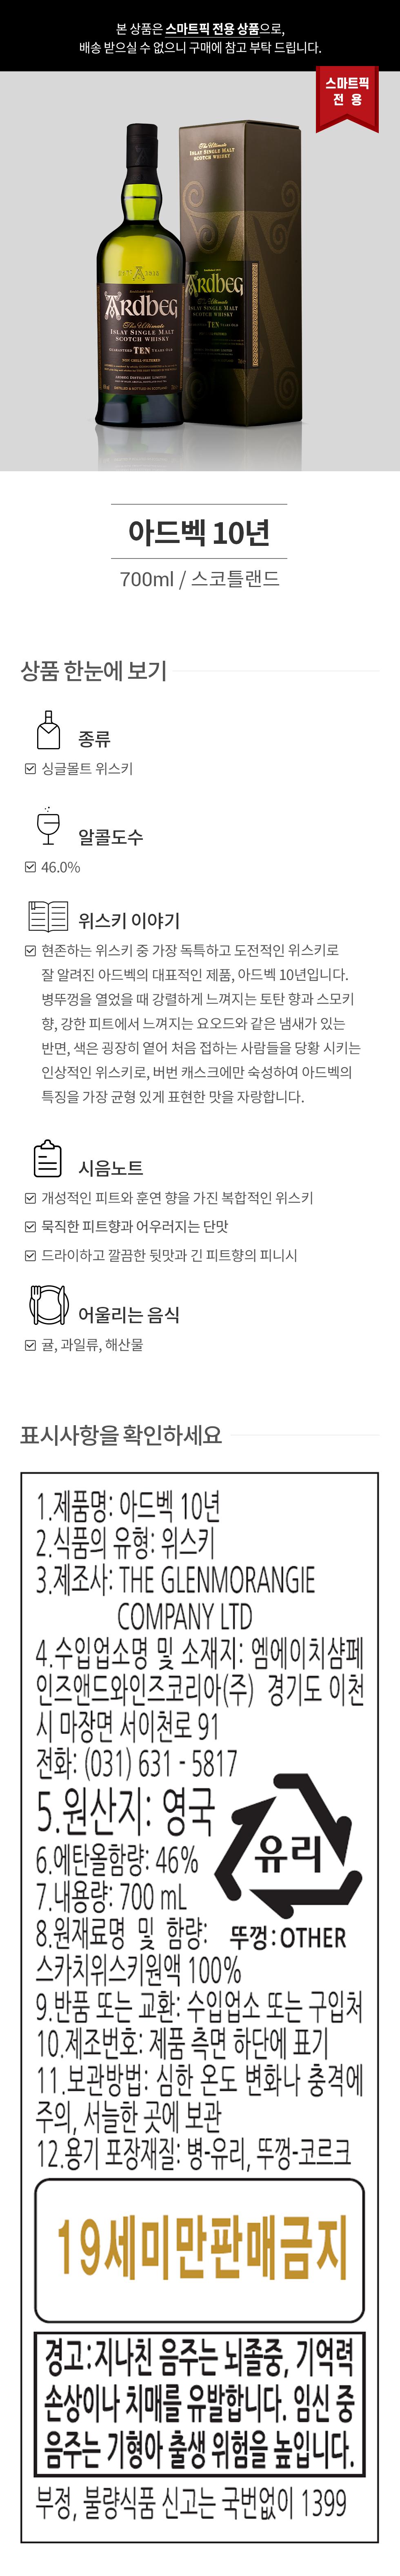 본 상품은 스마트픽 전용 상품으로,
배송 받으실 수 없으니 구매에 참고 부탁 드립니다.
스마트픽
전 용
The Ultimate
ISLAY SINGLE MALT
SCOTCH WHISKY
ARDBEG
The Ultimate
ISLAY SINGLE MALT
SCOTCH WHISKY
GUARANTEED TEN YEARS OLD
NON CHILL-FILTERED
ARDBEG
The Ultimate
ISLAY SINGLE MALT
SCOTCH WHISKY
TEN
아드벡 10년
700ml / 스코틀랜드
상품 한눈에 보기
종류
싱글몰트 위스키
알콜도수
46.0%
위스키 이야기
현존하는 위스키 중 가장 독특하고 도전적인 위스키로
잘 알려진 아드벡의 대표적인 제품, 아드벡 10년입니다.
병뚜껑을 열었을 때 강렬하게 느껴지는 토탄 향과 스모키
향, 강한 피트에서 느껴지는 요오드와 같은 냄새가 있는
반면, 색은 굉장히 옅어 처음 접하는 사람들을 당황 시키는
인상적인 위스키로, 버번 캐스크에만 숙성하여 아드벡의
특징을 가장 균형 있게 표현한 맛을 자랑합니다.
시음노트
개성적인 피트와 훈연 향을 가진 복합적인 위스키
묵직한 피트향과 어우러지는 단맛
드라이하고 깔끔한 뒷맛과 긴 피트향의 피니시
어울리는 음식
귤, 과일류, 해산물
표시사항을 확인하세요
1.제품명: 아드벡 10년
2.식품의 유형: 위스키
3.제조사: THE GLENMORANGIE
COMPANY LTD
4.수입업소명 및 소재지: 엠에이치샴페
인즈앤드와인즈코리아(주) 경기도 이천
시 마장면 서이천로 91
전화: (031) 631 - 5817
5.원산지: 영국
6.에탄올함량: 46%
유리
7.내용량: 700 mL
8.원재료명 및 함량:
뚜껑:OTHER
스카치위스키원액 100%
9.반품 또는 교환: 수입업소 또는 구입처
10.제조번호: 제품 측면 하단에 표기
11.보관방법: 심한 온도 변화나 충격에
주의, 서늘한 곳에 보관
12.용기 포장재질: 병-유리, 뚜껑-코르크
19세미만판매금지
경고:지나친 음주는 뇌졸중, 기억력
손상이나 치매를 유발합니다. 임신 중
음주는 기형아 출생 위험을 높입니다.
부정, 불량식품 신고는 국번없이 1399